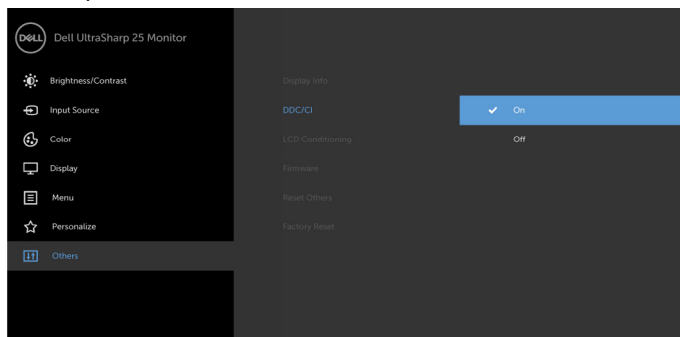 DELL Dell UltraSharp 25 Monitor
Brightness/Contrast
Input Source
Color
Display
Menu
Personalize
Others
Display Info
DDC/CI
LCD Conditioning
Firmware
Reset Others
Factory Reset
On
Off